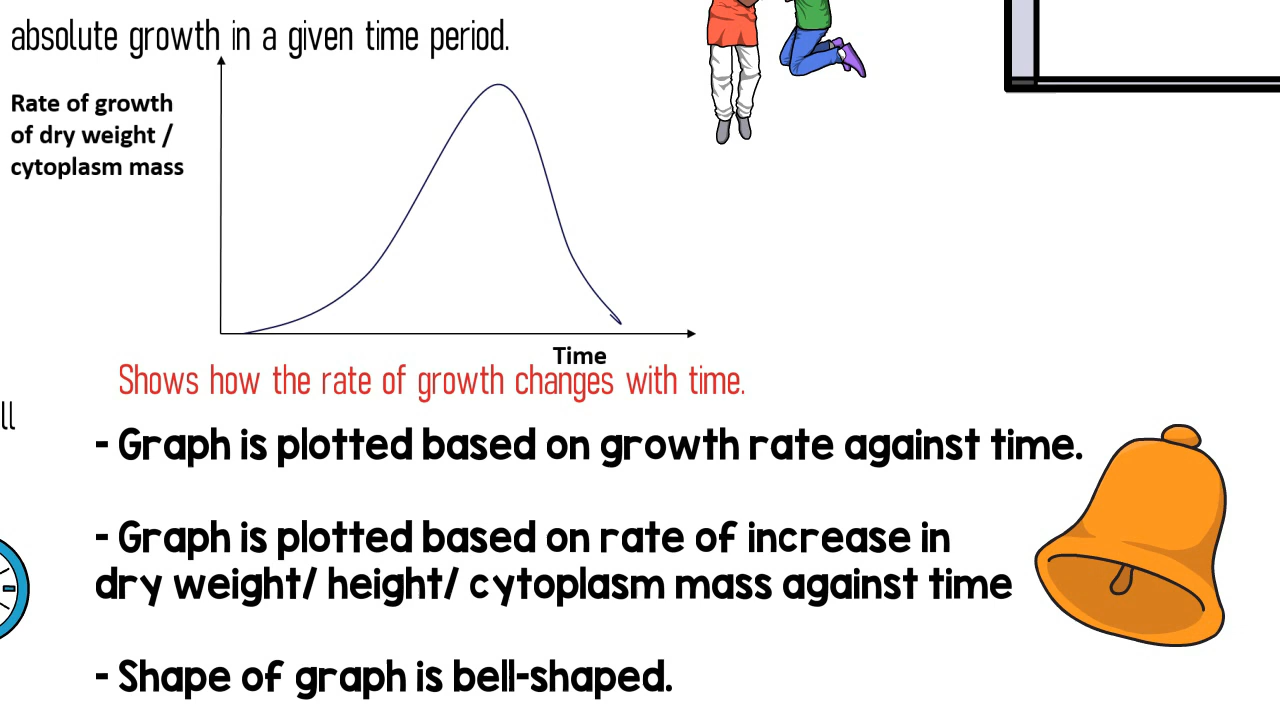 absolute growth in a given time period.
Rate of growth
of dry weight /
cytoplasm mass
Time
Shows how the rate of growth changes with time.
ll
- Graph is plotted based on growth rate against time.
- Graph is plotted based on rate of increase in
dry weight/ height/ cytoplasm mass against time
- Shape of graph is bell-shaped.